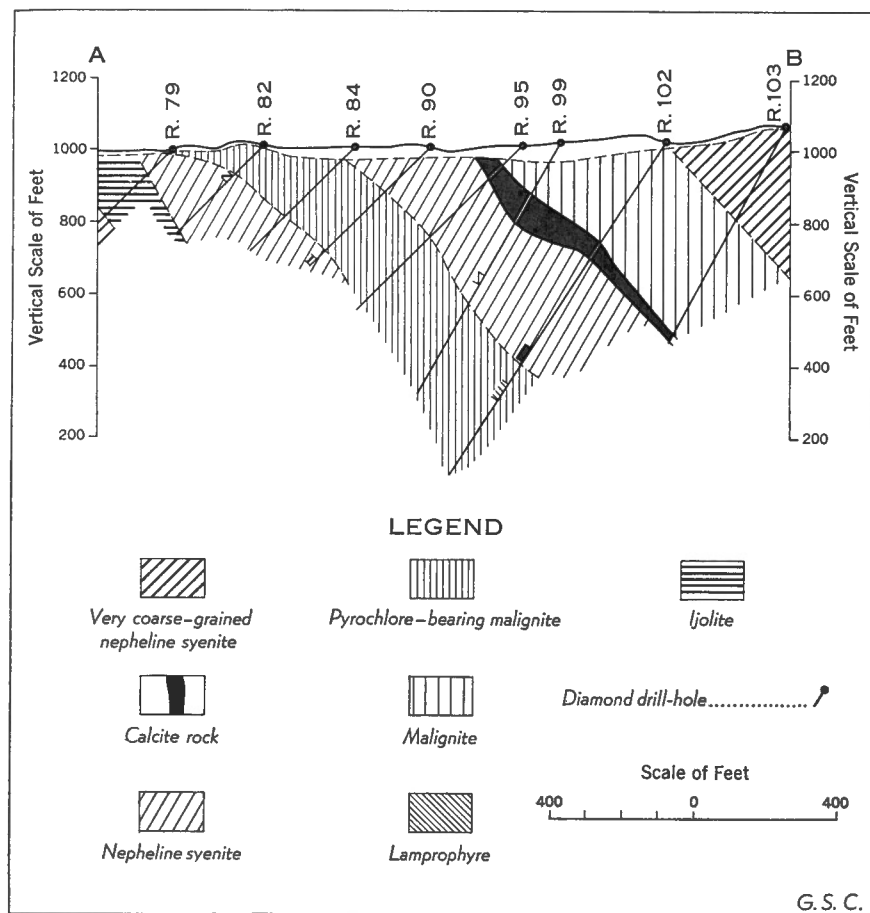 A
B
R. 79
R. 82
R. 84
R. 90
R. 95
R. 99
R. 102
R.103
1200
1000
800
600
400
200
Vertical Scale of Feet
1200
1000
800
600
400
200
Vertical Scale of Feet
LEGEND
Very coarse-grained
nepheline syenite
Pyrochlore-bearing malignite
Ijolite
Calcite rock
Malignite
Diamond drill-hole
Nepheline syenite
Lamprophyre
Scale of Feet
400 0 400
G. S. C.